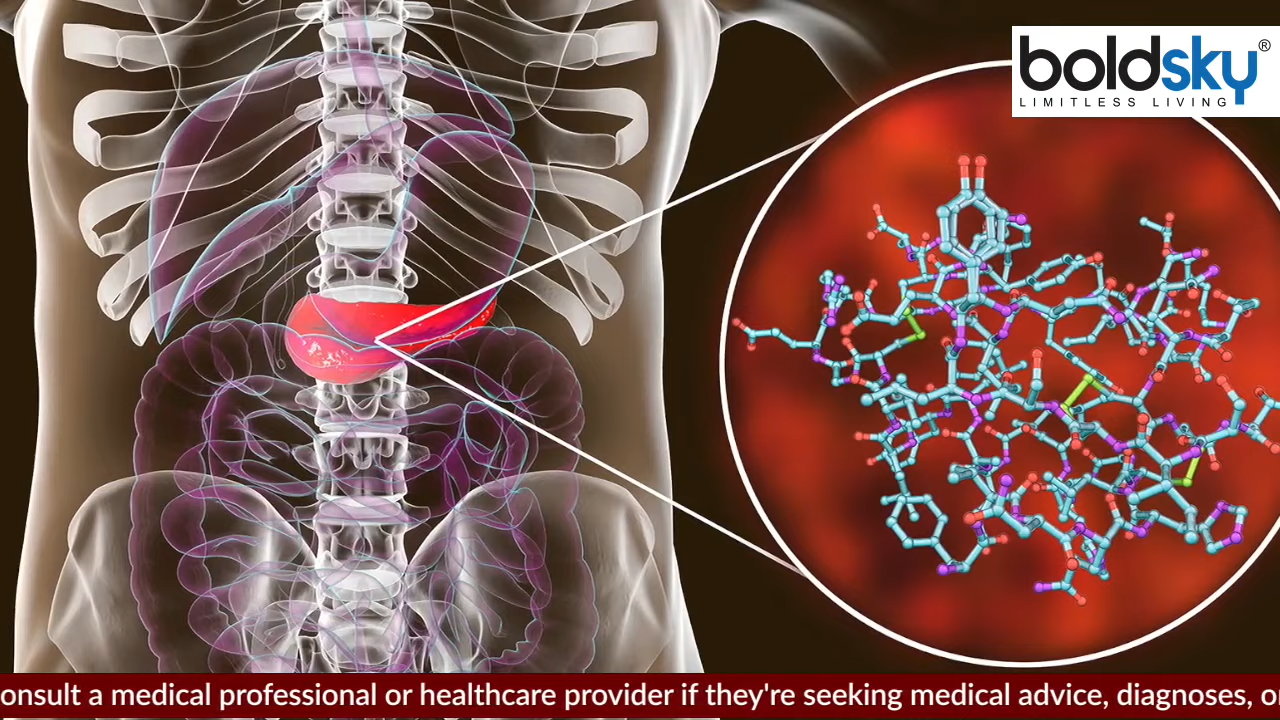 boldsky®
LIMITLESS LIVING
onsult a medical professional or healthcare provider if they're seeking medical advice, diagnoses, o